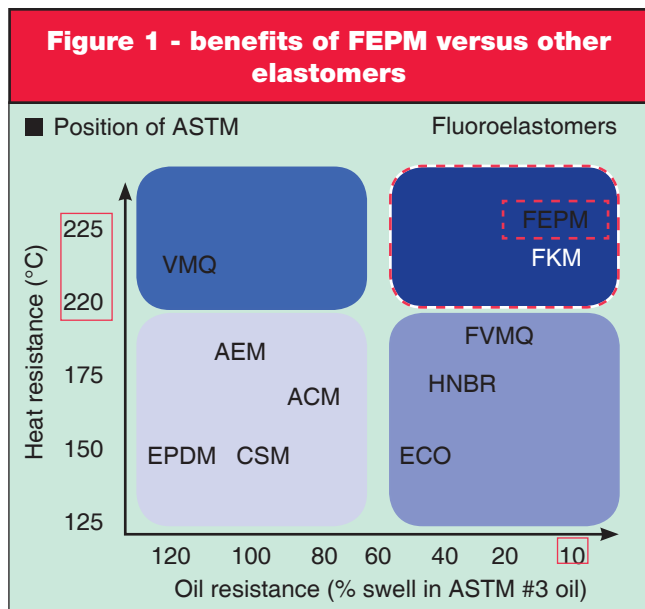 Figure 1 - benefits of FEPM versus other
elastomers
Position of ASTM
Fluoroelastomers
Heat resistance (°C)
225
220
175
150
125
VMQ
FEPM
FKM
AEM
ACM
EPDM
CSM
FVMQ
HNBR
ECO
120 100 80 60 40 20 10
Oil resistance (% swell in ASTM #3 oil)